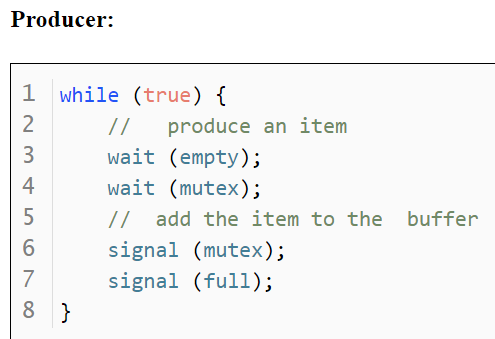 Producer:
1 while (true) {
2     //   produce an item
3     wait (empty);
4     wait (mutex);
5     //  add the item to the  buffer
6     signal (mutex);
7     signal (full);
8 }